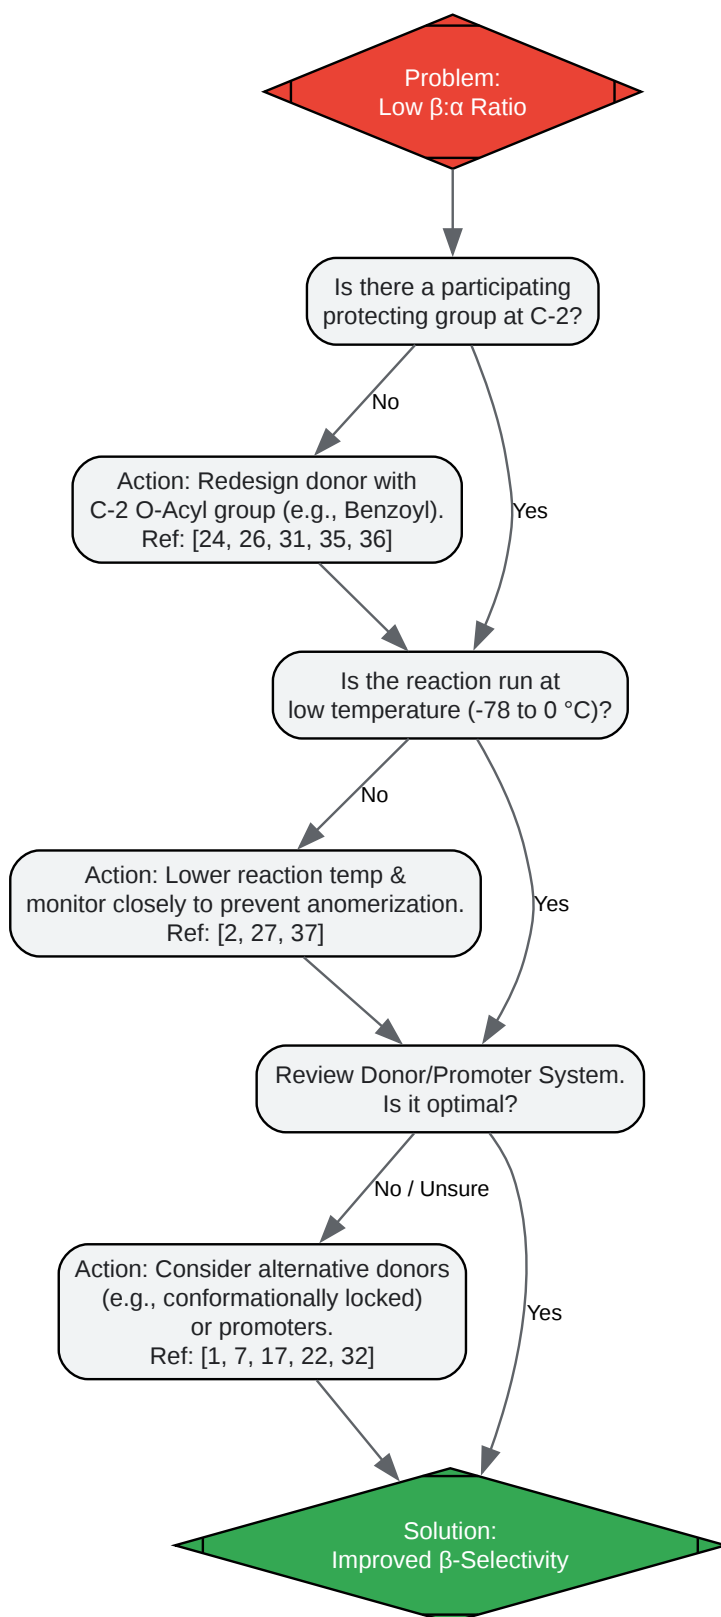 Problem:
Low β:α Ratio
Is there a participating
protecting group at C-2?
No
Action: Redesign donor with
C-2 O-Acyl group (e.g., Benzoyl).
Ref: [24, 26, 31, 35, 36]
Yes
Is the reaction run at
low temperature (-78 to 0 °C)?
No
Action: Lower reaction temp &
monitor closely to prevent anomerization.
Ref: [2, 27, 37]
Yes
Review Donor/Promoter System.
Is it optimal?
No / Unsure
Action: Consider alternative donors
(e.g., conformationally locked)
or promoters.
Ref: [1, 7, 17, 22, 32]
Yes
Solution:
Improved β-Selectivity